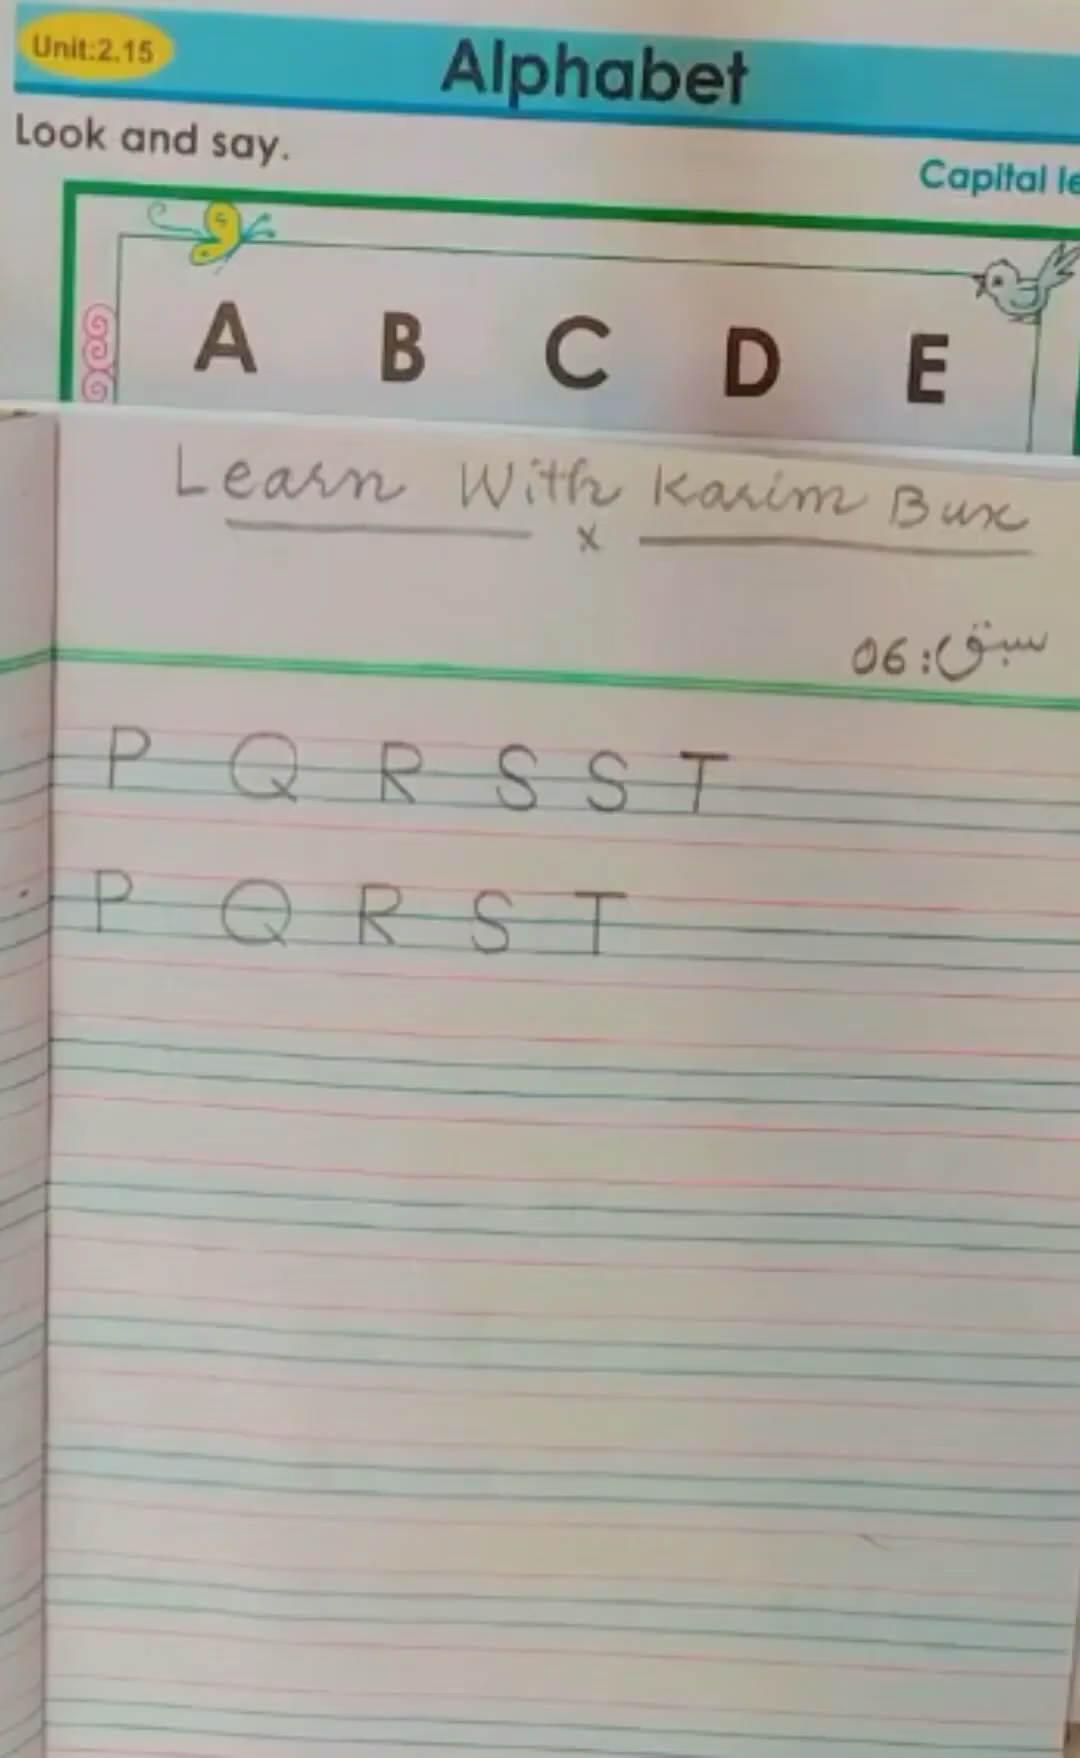 Unit:2.15
Alphabet
Look and say.
Capital le
A B C D E
Learn With Karim Bux
x
سبق: 06
P Q R S S T
P Q R S T